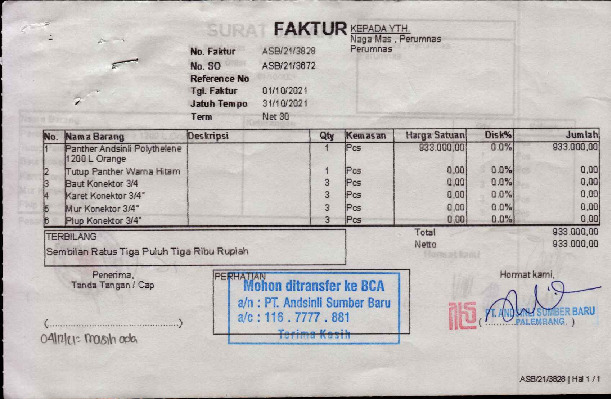 FAKTUR
KEPADA YTH.
Naga Mas , Perumnas
Perumnas
No. Faktur ASB/21/3828
No. SO ASB/21/3672
Reference No
Tgl. Faktur 01/10/2021
Jatuh Tempo 31/10/2021
Term Net 30
No. Nama Barang Deskripsi Qty Kemasan Harga Satuan Disk% Jumlah
1 Panther Andsinli Polythelene 1 Pcs 933.000,00 0.0% 933.000,00
1200 L Orange
2 Tutup Panther Warna Hitam 1 Pcs 0,00 0.0% 0,00
3 Baut Konektor 3/4 3 Pcs 0,00 0.0% 0,00
4 Karet Konektor 3/4" 3 Pcs 0,00 0.0% 0,00
5 Mur Konektor 3/4" 3 Pcs 0,00 0.0% 0,00
6 Plup Konektor 3/4" 3 Pcs 0,00 0.0% 0,00
Total 933.000,00
Netto 933.000,00
TERBILANG
Sembilan Ratus Tiga Puluh Tiga Ribu Rupiah
Penerima,
Tanda Tangan / Cap
PERHATIAN
Mohon ditransfer ke BCA
a/n : PT. Andsinli Sumber Baru
a/c : 116 . 7777 . 881
Terima Kasih
Hormat kami,
PT. ANDSINLI SUMBER BARU
PALEMBANG
masih ada
ASB/21/3828 | Hal 1 / 1